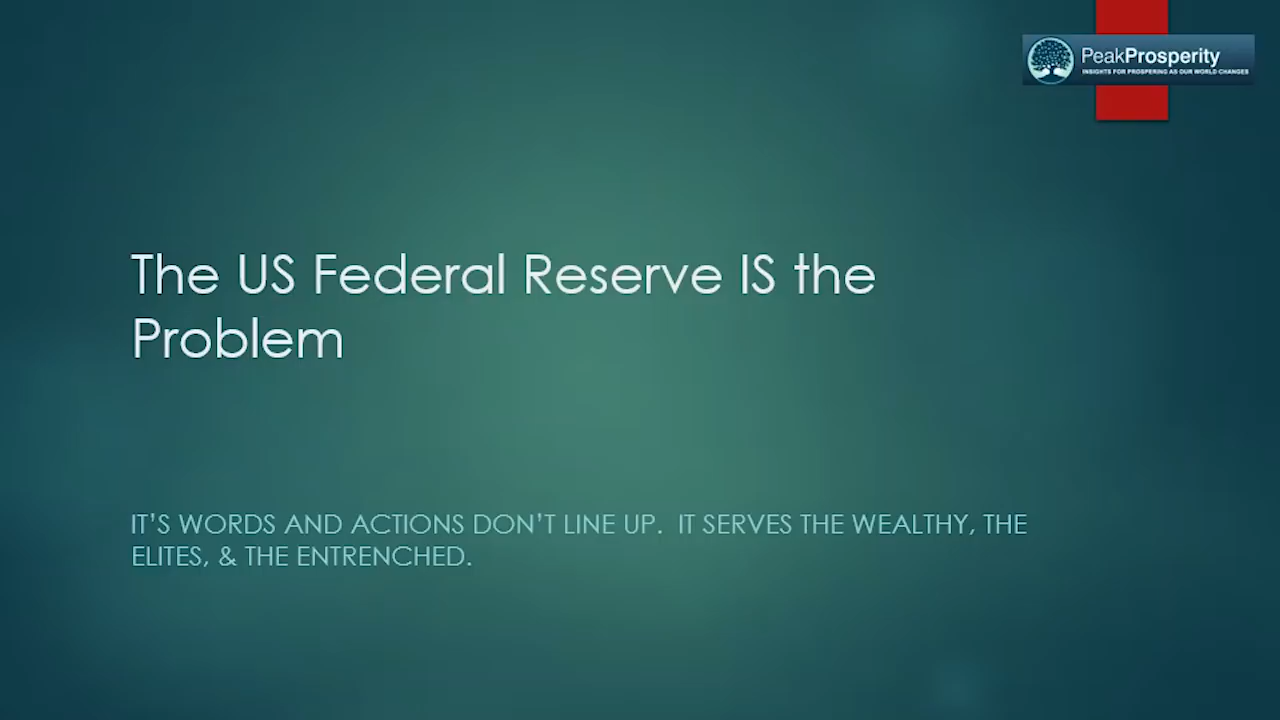 PeakProsperity
INSIGHTS FOR PROSPERING AS OUR WORLD CHANGES
The US Federal Reserve IS the
Problem
IT’S WORDS AND ACTIONS DON’T LINE UP.  IT SERVES THE WEALTHY, THE
ELITES, & THE ENTRENCHED.